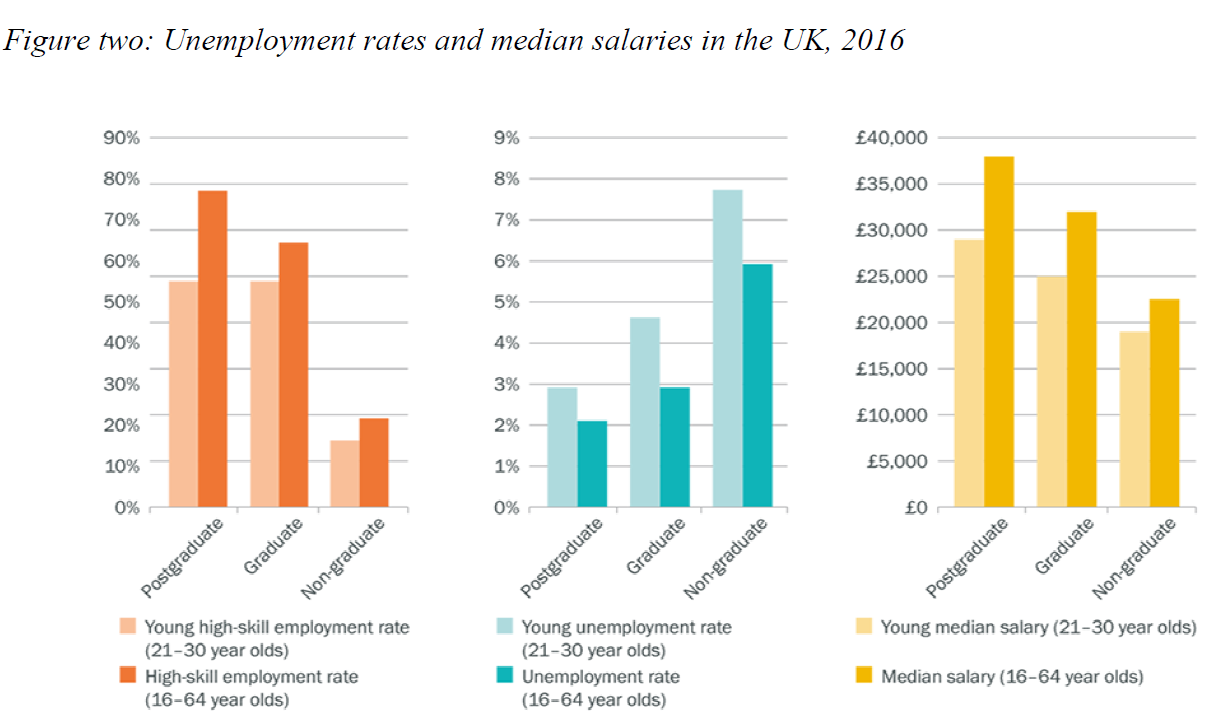 Figure two: Unemployment rates and median salaries in the UK, 2016
90%
80%
70%
60%
50%
40%
30%
20%
10%
0%
Postgraduate
Graduate
Non-graduate
Young high-skill employment rate
(21–30 year olds)
High-skill employment rate
(16–64 year olds)
9%
8%
7%
6%
5%
4%
3%
2%
1%
0%
Postgraduate
Graduate
Non-graduate
Young unemployment rate
(21–30 year olds)
Unemployment rate
(16–64 year olds)
£40,000
£35,000
£30,000
£25,000
£20,000
£15,000
£10,000
£5,000
£0
Postgraduate
Graduate
Non-graduate
Young median salary (21–30 year olds)
Median salary (16–64 year olds)